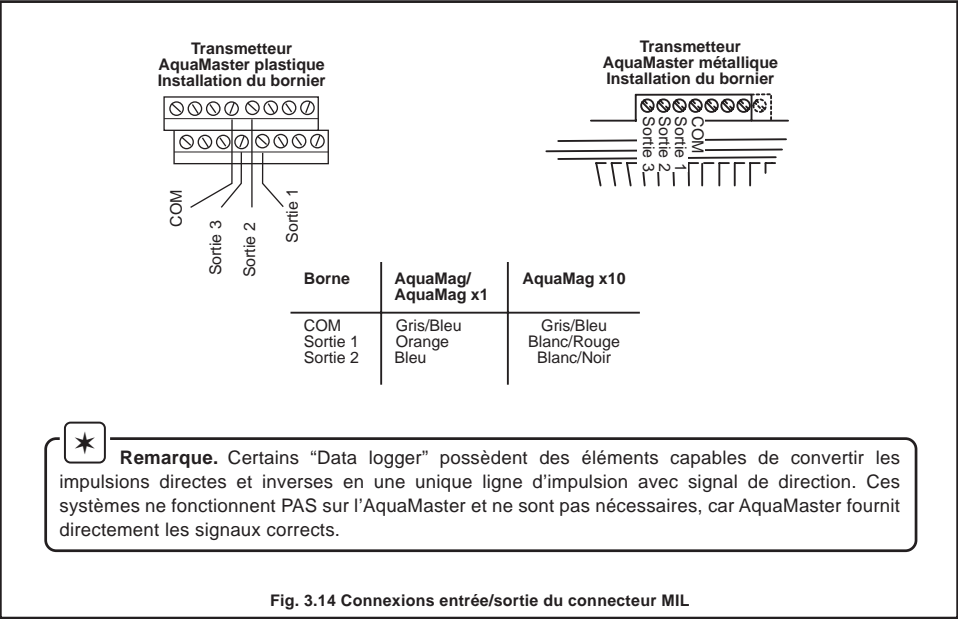 Transmetteur
AquaMaster plastique
Installation du bornier
COM
Sortie 3
Sortie 2
Sortie 1
Transmetteur
AquaMaster métallique
Installation du bornier
Sortie 3
Sortie 2
Sortie 1
COM
Borne AquaMag/ AquaMag x1 AquaMag x10
COM Gris/Bleu Gris/Bleu
Sortie 1 Orange Blanc/Rouge
Sortie 2 Bleu Blanc/Noir
Remarque. Certains “Data logger” possèdent des éléments capables de convertir les
impulsions directes et inverses en une unique ligne d’impulsion avec signal de direction. Ces
systèmes ne fonctionnent PAS sur l’AquaMaster et ne sont pas nécessaires, car AquaMaster fournit
directement les signaux corrects.
Fig. 3.14 Connexions entrée/sortie du connecteur MIL